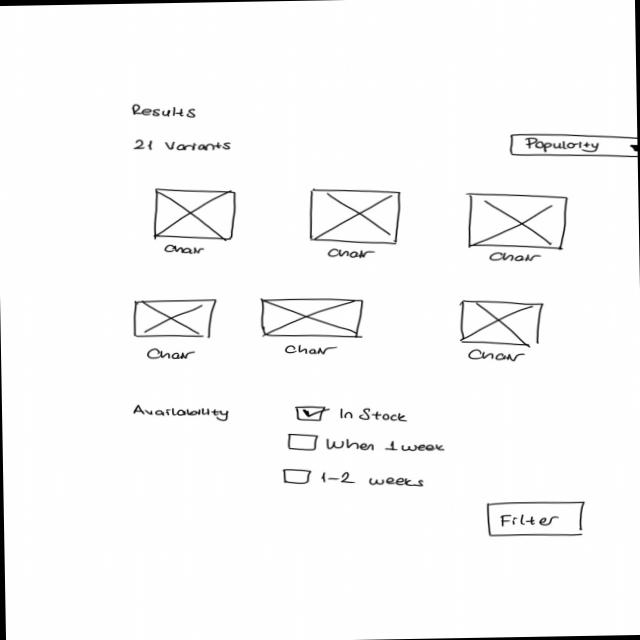 Results
21 Variants
Popularity
Chair
Chair
Chair
Chair
Chair
Chair
Availability
In Stock
When 1 week
1-2 weeks
Filter